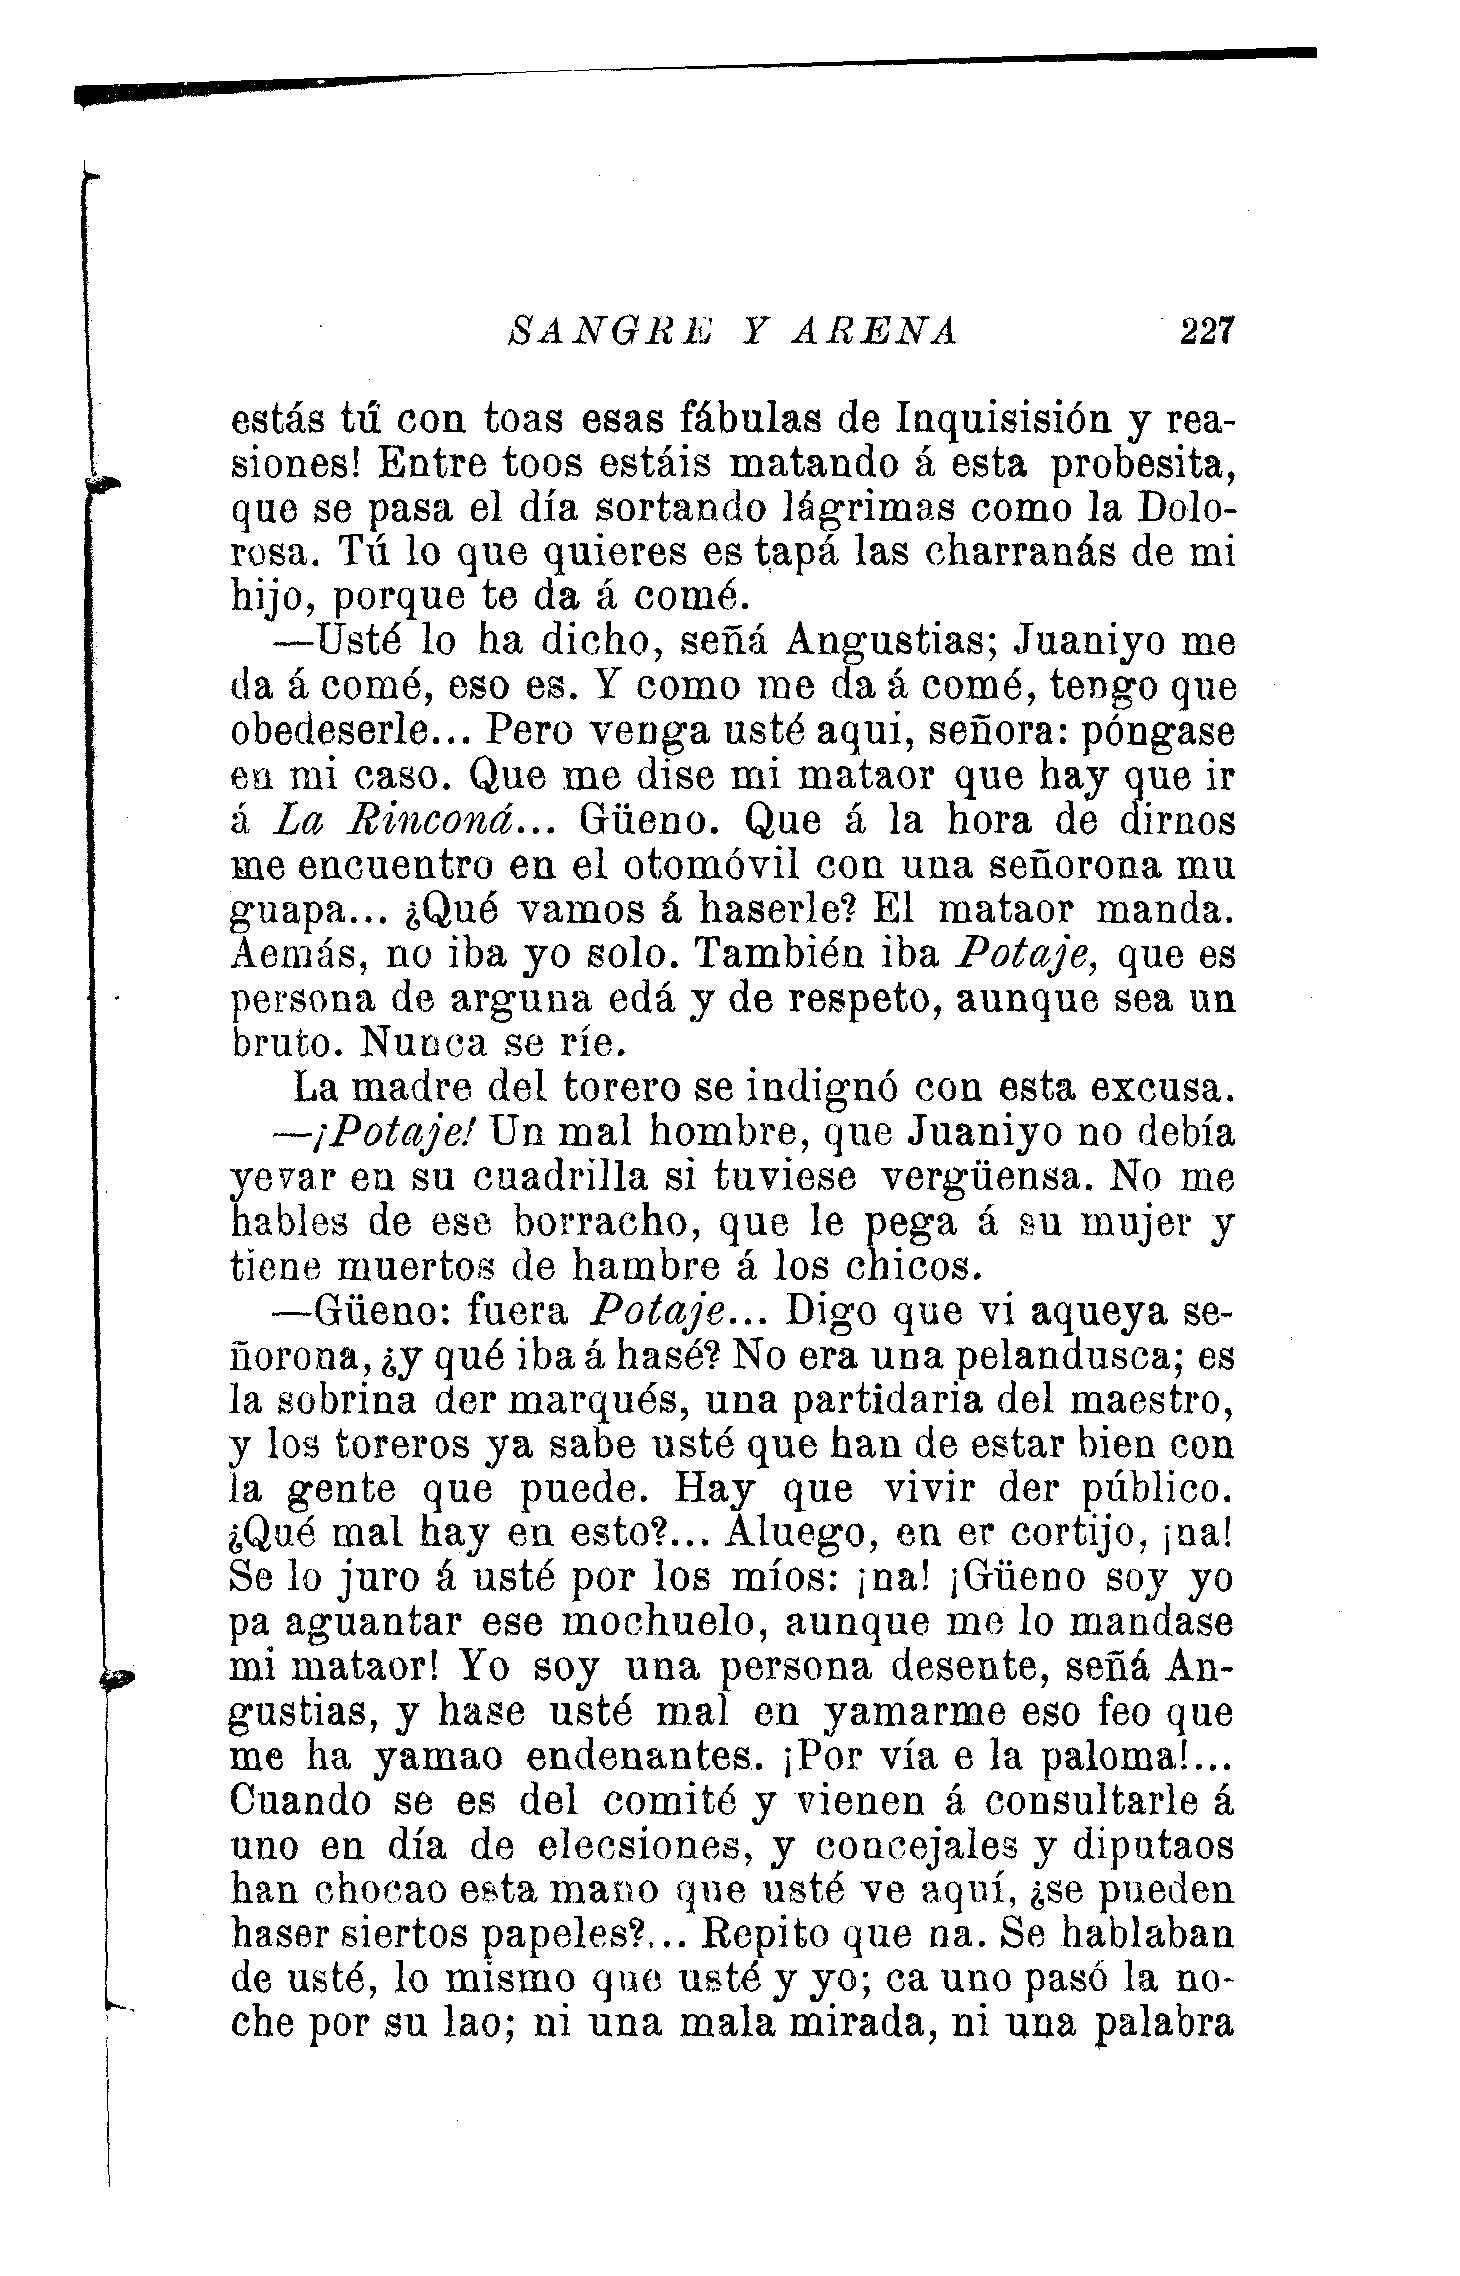 SANGRE Y ARENA 227
estás tú con toas esas fábulas de Inquisisión y rea-
siones! Entre toos estáis matando á esta probesita,
que se pasa el día sortando lágrimas como la Dolo-
rosa. Tú lo que quieres es tapá las charranás de mi
hijo, porque te da á comé.
—Usté lo ha dicho, señá Angustias; Juaniyo me
da á comé, eso es. Y como me da á comé, tengo que
obedeserle... Pero venga usté aquí, señora: póngase
en mi caso. Que me dise mi mataor que hay que ir
á La Rinconá... Güeno. Que á la hora de dirnos
me encuentro en el otomóvil con una señorona mu
guapa... ¿Qué vamos á haserle? El mataor manda.
Aemás, no iba yo solo. También iba Potaje, que es
persona de arguna edá y de respeto, aunque sea un
bruto. Nunca se ríe.
La madre del torero se indignó con esta excusa.
—¡Potaje! Un mal hombre, que Juaniyo no debía
yevar en su cuadrilla si tuviese vergüensa. No me
hables de ese borracho, que le pega á su mujer y
tiene muertos de hambre á los chicos.
—Güeno: fuera Potaje... Digo que vi aqueya se-
ñorona, ¿y qué iba á hasé? No era una pelandusca; es
la sobrina der marqués, una partidaria del maestro,
y los toreros ya sabe usté que han de estar bien con
la gente que puede. Hay que vivir der público.
¿Qué mal hay en esto?... Aluego, en er cortijo, ¡na!
Se lo juro á usté por los míos: ¡na! ¡Güeno soy yo
pa aguantar ese mochuelo, aunque me lo mandase
mi mataor! Yo soy una persona desente, señá An-
gustias, y hase usté mal en yamarme eso feo que
me ha yamao endenantes. ¡Por vía e la paloma!...
Cuando se es del comité y vienen á consultarle á
uno en día de elecsiones, y concejales y diputaos
han chocao esta mano que usté ve aquí, ¿se pueden
haser siertos papeles?... Repito que na. Se hablaban
de usté, lo mismo que usté y yo; ca uno pasó la no-
che por su lao; ni una mala mirada, ni una palabra